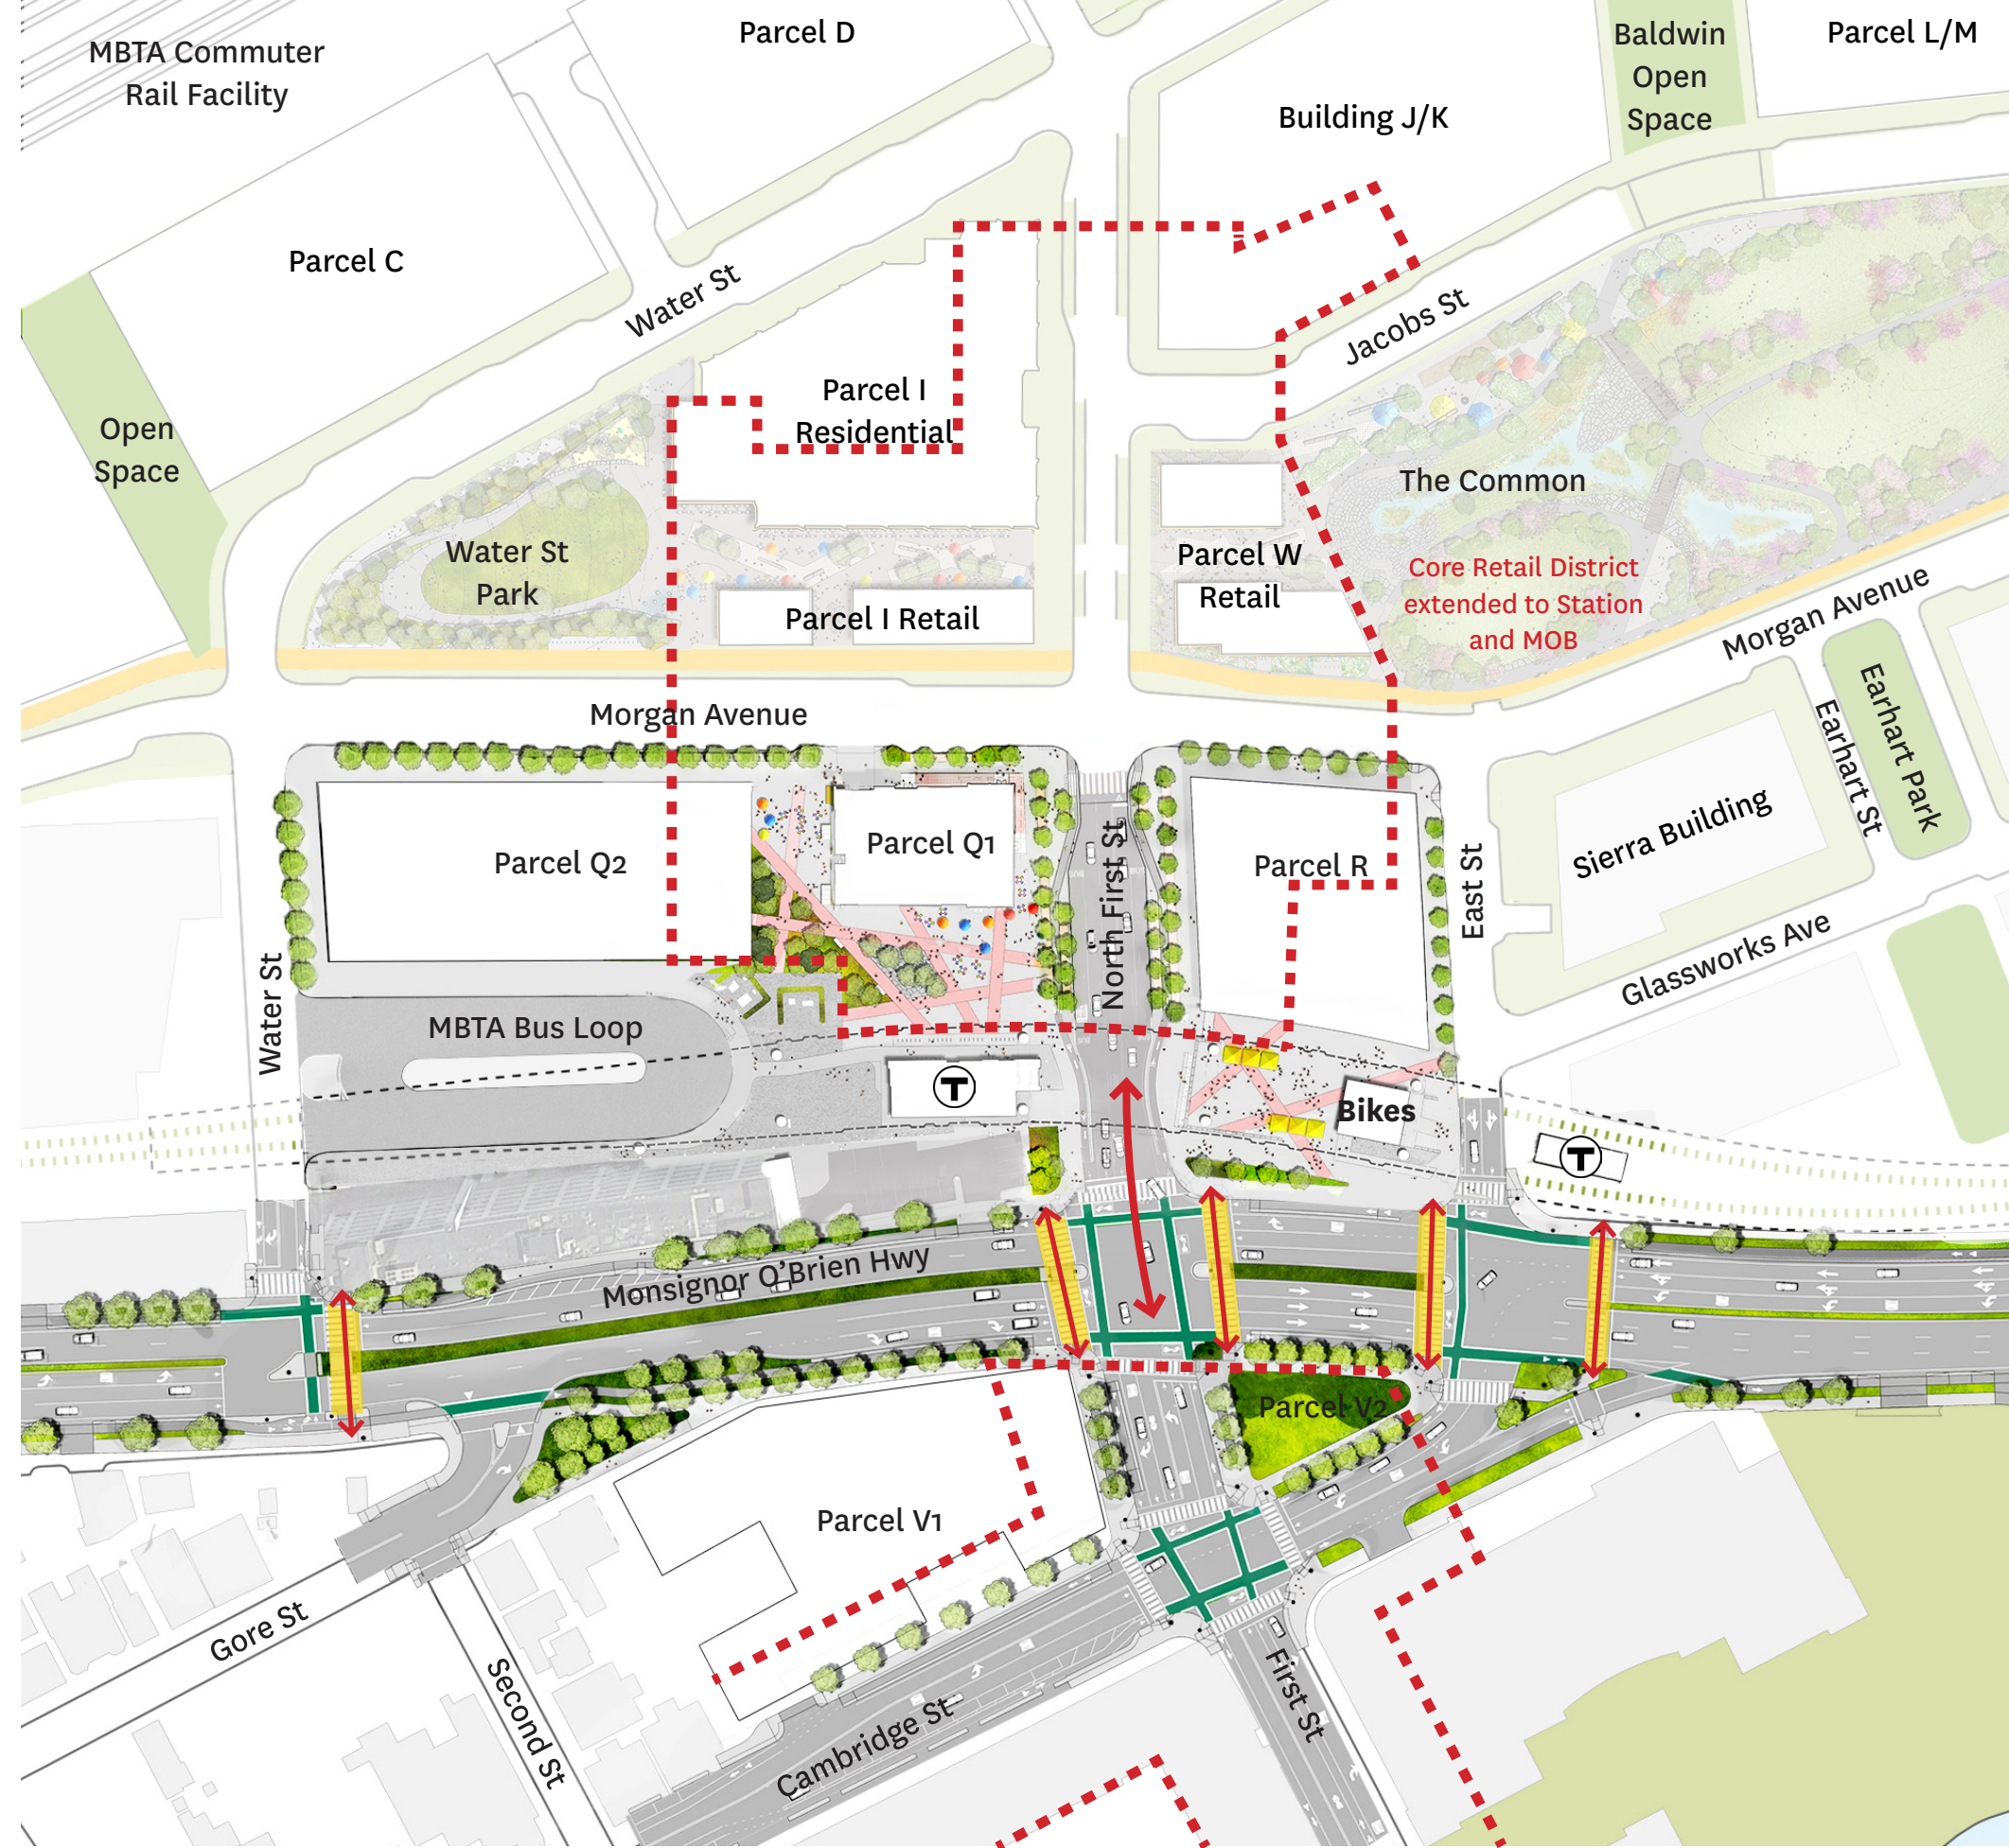 MBTA Commuter
Rail Facility
Parcel D
Baldwin
Open
Space
Parcel L/M
Building J/K
Parcel C
Water St
Jacobs St
Parcel I
Residential
Open
Space
The Common
Water St
Park
Parcel W
Retail
Core Retail District
extended to Station
and MOB
Parcel I Retail
Morgan Avenue
Morgan Avenue
Earhart St
Earhart Park
Parcel Q2
Parcel Q1
North First St
Parcel R
East St
Sierra Building
Glassworks Ave
Water St
MBTA Bus Loop
T
Bikes
T
Monsignor O'Brien Hwy
Parcel V2
Parcel V1
Gore St
Second St
Cambridge St
First St